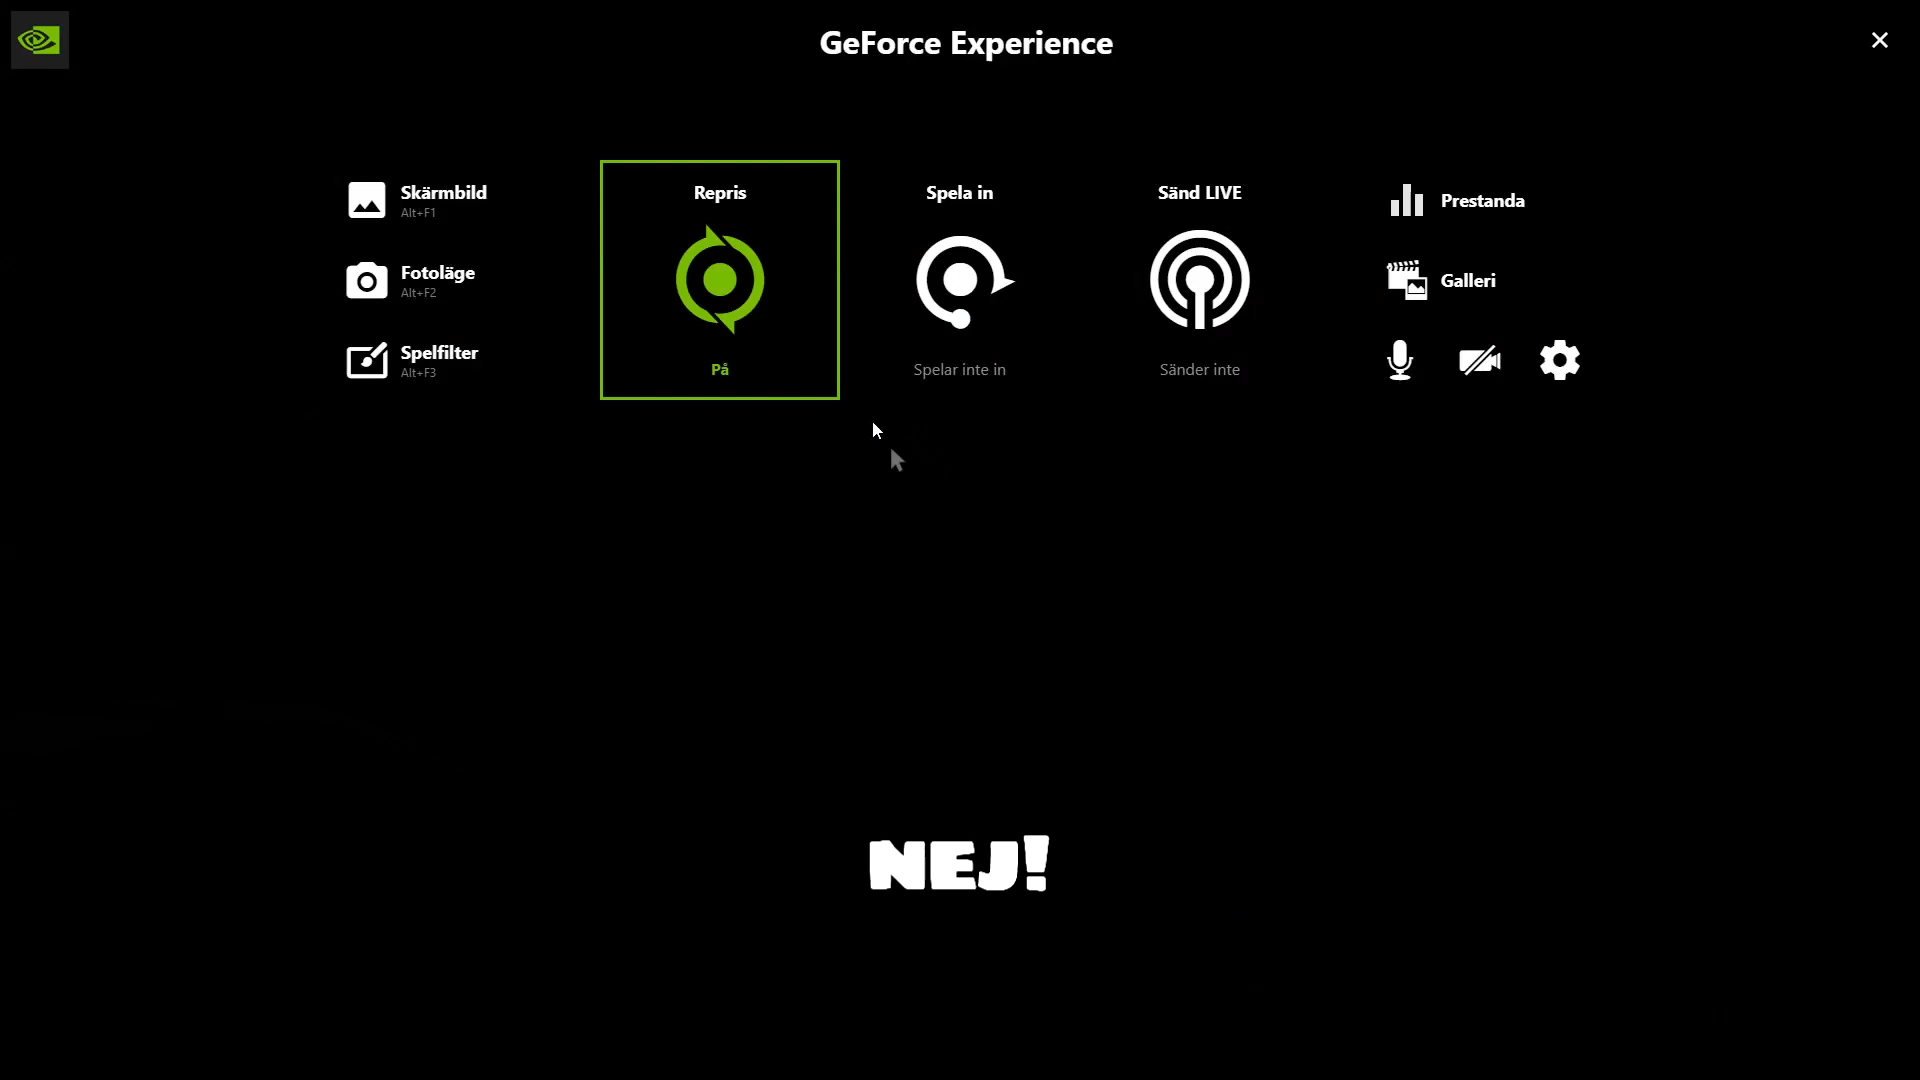 GeForce Experience
Skärmbild
Alt+F1
Fotoläge
Alt+F2
Spelfilter
Alt+F3
Repris
På
Spela in
Spelar inte in
Sänd LIVE
Sänder inte
Prestanda
Galleri
NEJ!